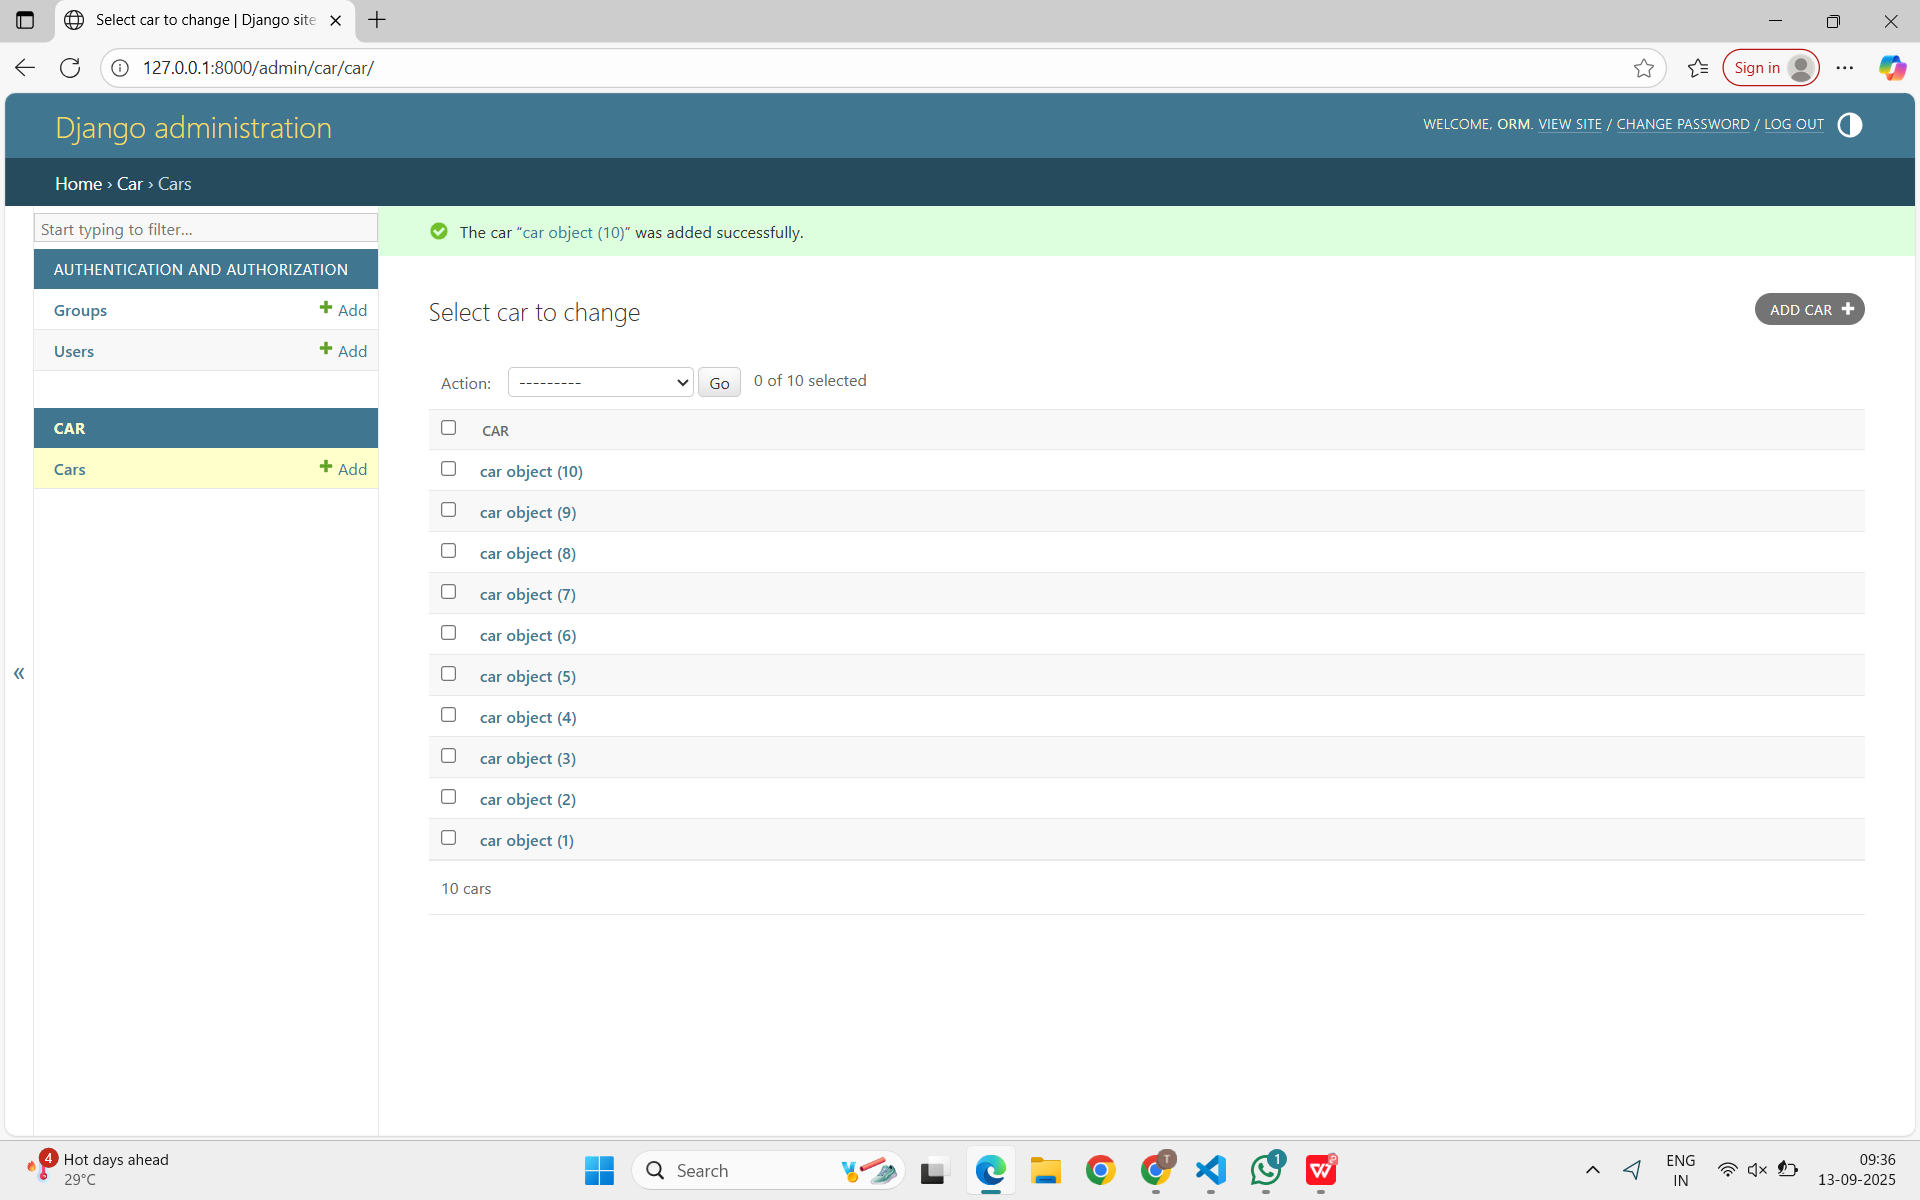 Select car to change | Django site
127.0.0.1:8000/admin/car/car/
Sign in
Django administration
WELCOME, ORM. VIEW SITE / CHANGE PASSWORD / LOG OUT
Home › Car › Cars
Start typing to filter...
AUTHENTICATION AND AUTHORIZATION
Groups
Add
Users
Add
CAR
Cars
Add
«
The car “car object (10)” was added successfully.
Select car to change
ADD CAR
Action:
---------
Go
0 of 10 selected
CAR
car object (10)
car object (9)
car object (8)
car object (7)
car object (6)
car object (5)
car object (4)
car object (3)
car object (2)
car object (1)
10 cars
4
Hot days ahead
29°C
Search
T
1
W
ENG
IN
09:36
13-09-2025